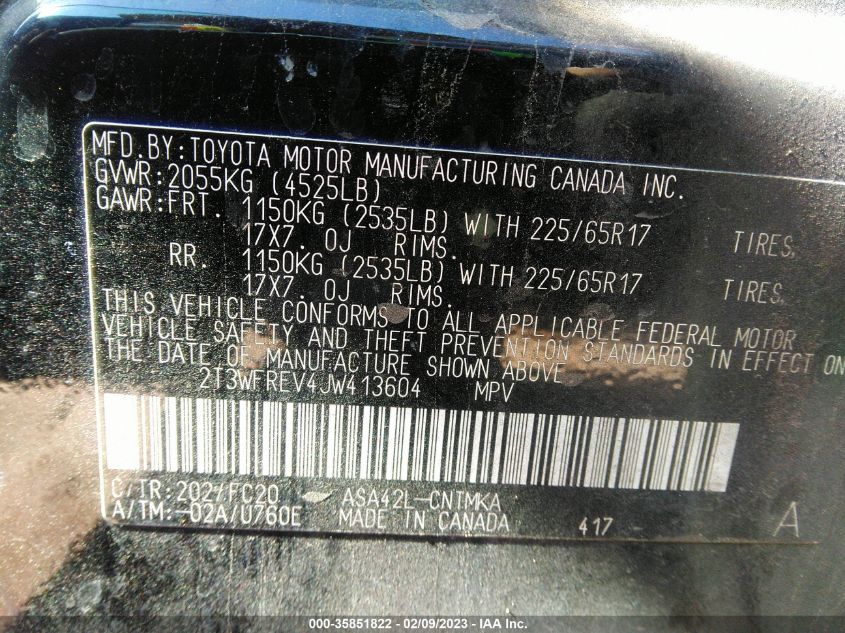 MFD.BY:TOYOTA MOTOR MANUFACTURING CANADA INC.
GVWR:2055KG (4525LB)
GAWR:FRT. 1150KG (2535LB) WITH 225/65R17 TIRES,
17X7. 0J RIMS.
RR. 1150KG (2535LB) WITH 225/65R17 TIRES,
17X7. 0J RIMS.
THIS VEHICLE CONFORMS TO ALL APPLICABLE FEDERAL MOTOR
VEHICLE SAFETY AND THEFT PREVENTION STANDARDS IN EFFECT ON
THE DATE OF MANUFACTURE SHOWN ABOVE
2T3WFREV4JW413604 MPV
C/TR:202/FC20 ASA42L-CNTMKA
A/TM:-02A/U760E MADE IN CANADA 417 A
000-35851822 - 02/09/2023 - IAA Inc.